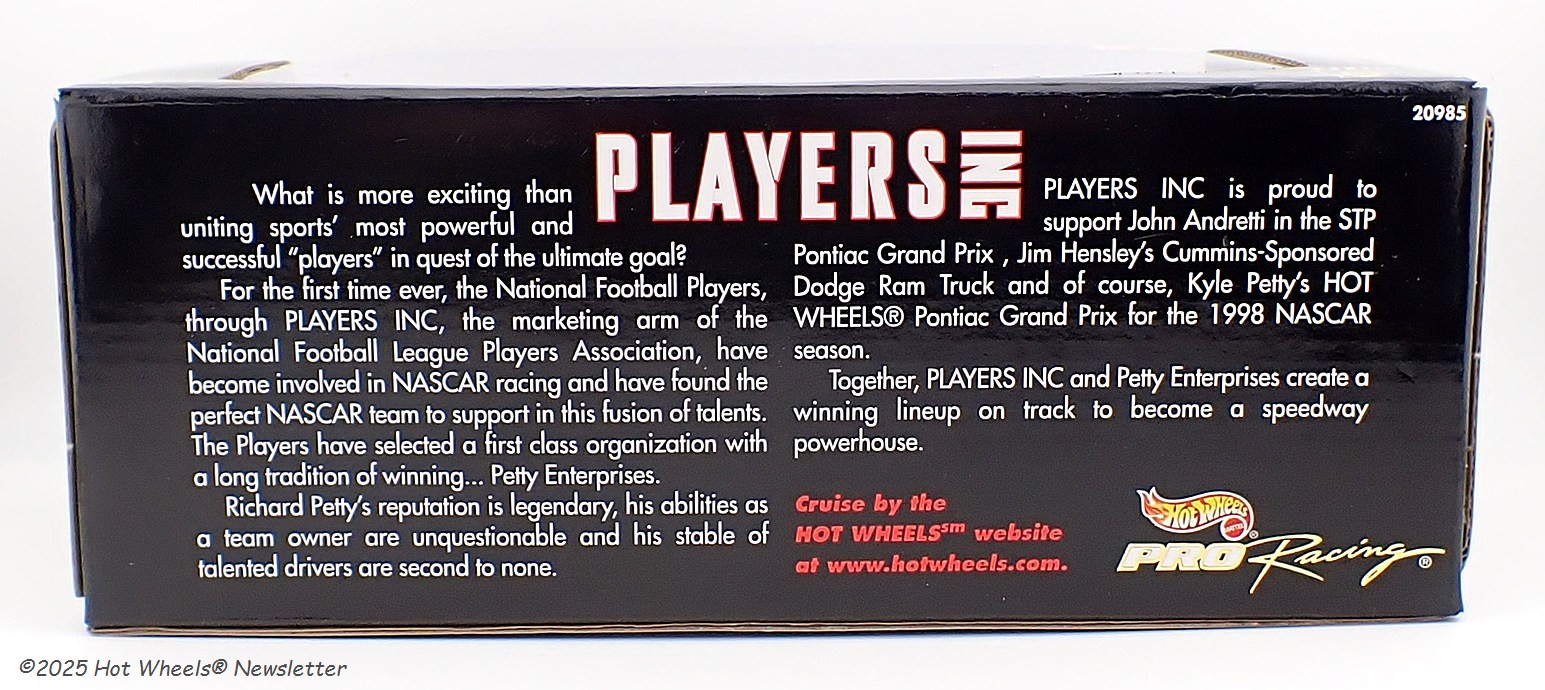 20985
PLAYERS INC
What is more exciting than
uniting sports' most powerful and
successful "players" in quest of the ultimate goal?
For the first time ever, the National Football Players,
through PLAYERS INC, the marketing arm of the
National Football League Players Association, have
become involved in NASCAR racing and have found the
perfect NASCAR team to support in this fusion of talents.
The Players have selected a first class organization with
a long tradition of winning... Petty Enterprises.
Richard Petty's reputation is legendary, his abilities as
a team owner are unquestionable and his stable of
talented drivers are second to none.
PLAYERS INC is proud to
support John Andretti in the STP
Pontiac Grand Prix , Jim Hensley's Cummins-Sponsored
Dodge Ram Truck and of course, Kyle Petty's HOT
WHEELS® Pontiac Grand Prix for the 1998 NASCAR
season.
Together, PLAYERS INC and Petty Enterprises create a
winning lineup on track to become a speedway
powerhouse.
Cruise by the
HOT WHEELSsm website
at www.hotwheels.com.
HOT WHEELS
MATTEL
®
PRO Racing®
©2025 Hot Wheels® Newsletter